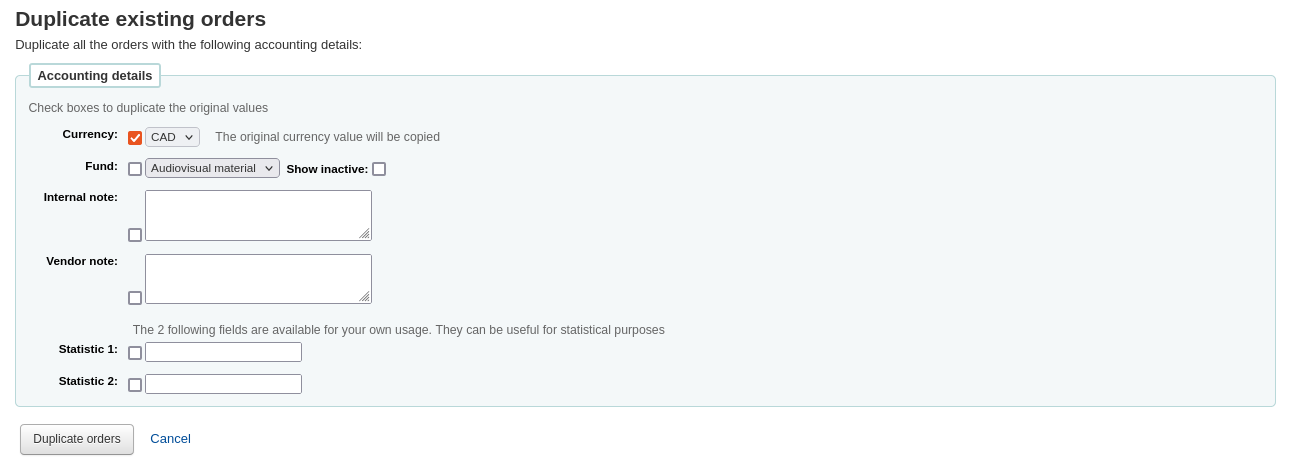 Duplicate existing orders
Duplicate all the orders with the following accounting details:
Accounting details
Check boxes to duplicate the original values
Currency: CAD The original currency value will be copied
Fund: Audiovisual material Show inactive:
Internal note:
Vendor note:
The 2 following fields are available for your own usage. They can be useful for statistical purposes
Statistic 1:
Statistic 2:
Duplicate orders Cancel